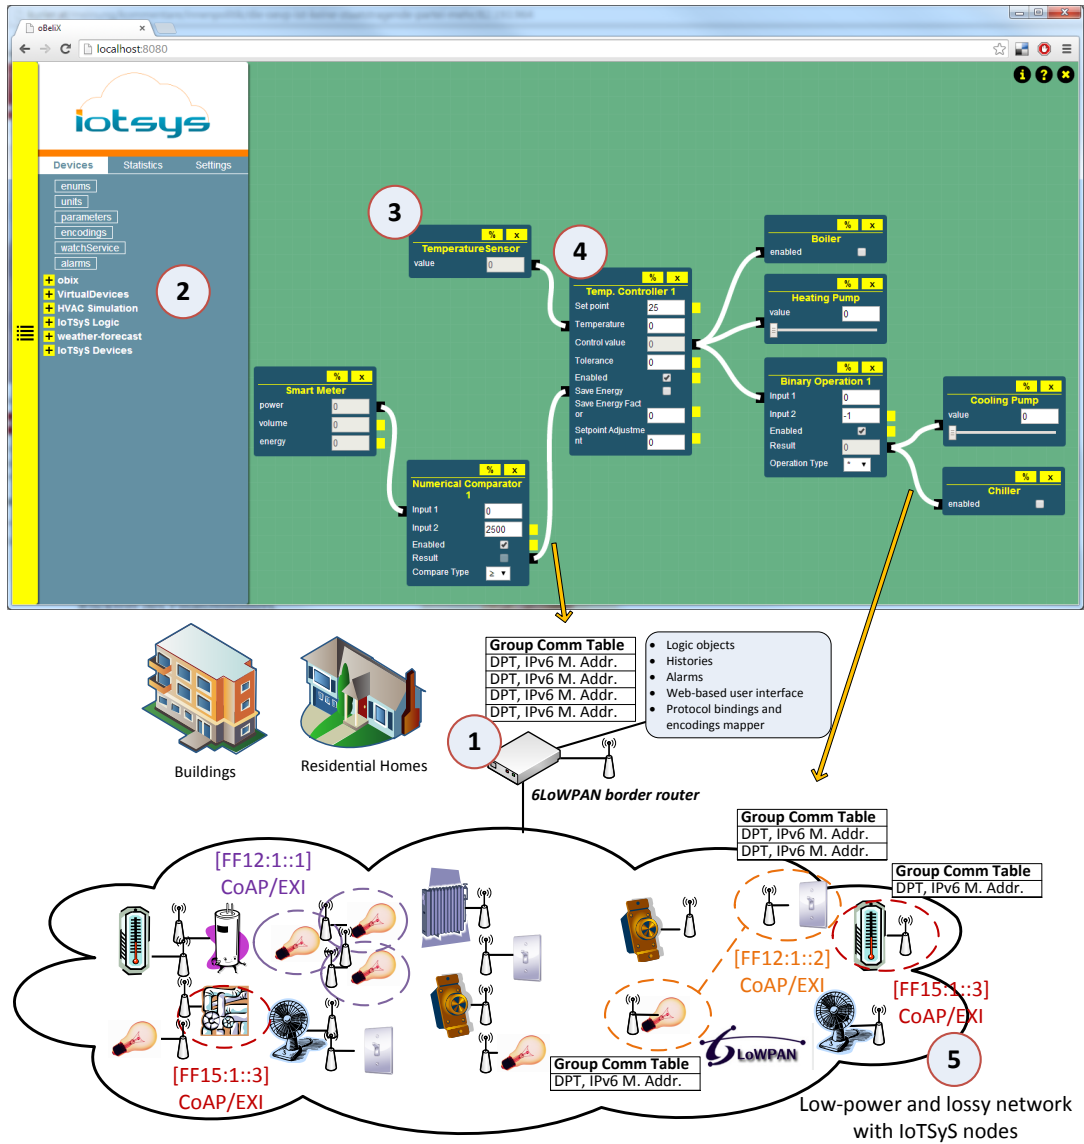 oBeliX
localhost:8080
iotsys
Devices Statistics Settings
enums
units
parameters
encodings
watchService
alarms
obix
VirtualDevices
HVAC Simulation
IoTSyS Logic
weather-forecast
IoTSyS Devices
2
3
% x
TemperatureSensor
value 0
4
% x
Temp. Controller 1
Set point 25
Temperature 0
Control value 0
Tolerance 0
Enabled
Save Energy
Save Energy Fact
or 0
Setpoint Adjustme
nt 0
% x
Boiler
enabled
% x
Heating Pump
value 0
% x
Binary Operation 1
Input 1 0
Input 2 -1
Enabled
Result 0
Operation Type *
% x
Cooling Pump
value 0
% x
Chiller
enabled
% x
Smart Meter
power 0
volume 0
energy 0
% x
Numerical Comparator
1
Input 1 0
Input 2 2500
Enabled
Result
Compare Type ≥
Buildings
Residential Homes
Group Comm Table
DPT, IPv6 M. Addr.
DPT, IPv6 M. Addr.
DPT, IPv6 M. Addr.
DPT, IPv6 M. Addr.
• Logic objects
• Histories
• Alarms
• Web-based user interface
• Protocol bindings and
encodings mapper
1
6LoWPAN border router
Group Comm Table
DPT, IPv6 M. Addr.
DPT, IPv6 M. Addr.
Group Comm Table
DPT, IPv6 M. Addr.
[FF12:1::1]
CoAP/EXI
[FF12:1::2]
CoAP/EXI
[FF15:1::3]
CoAP/EXI
[FF15:1::3]
CoAP/EXI
Group Comm Table
DPT, IPv6 M. Addr.
6LoWPAN
5
Low-power and lossy network
with IoTSyS nodes